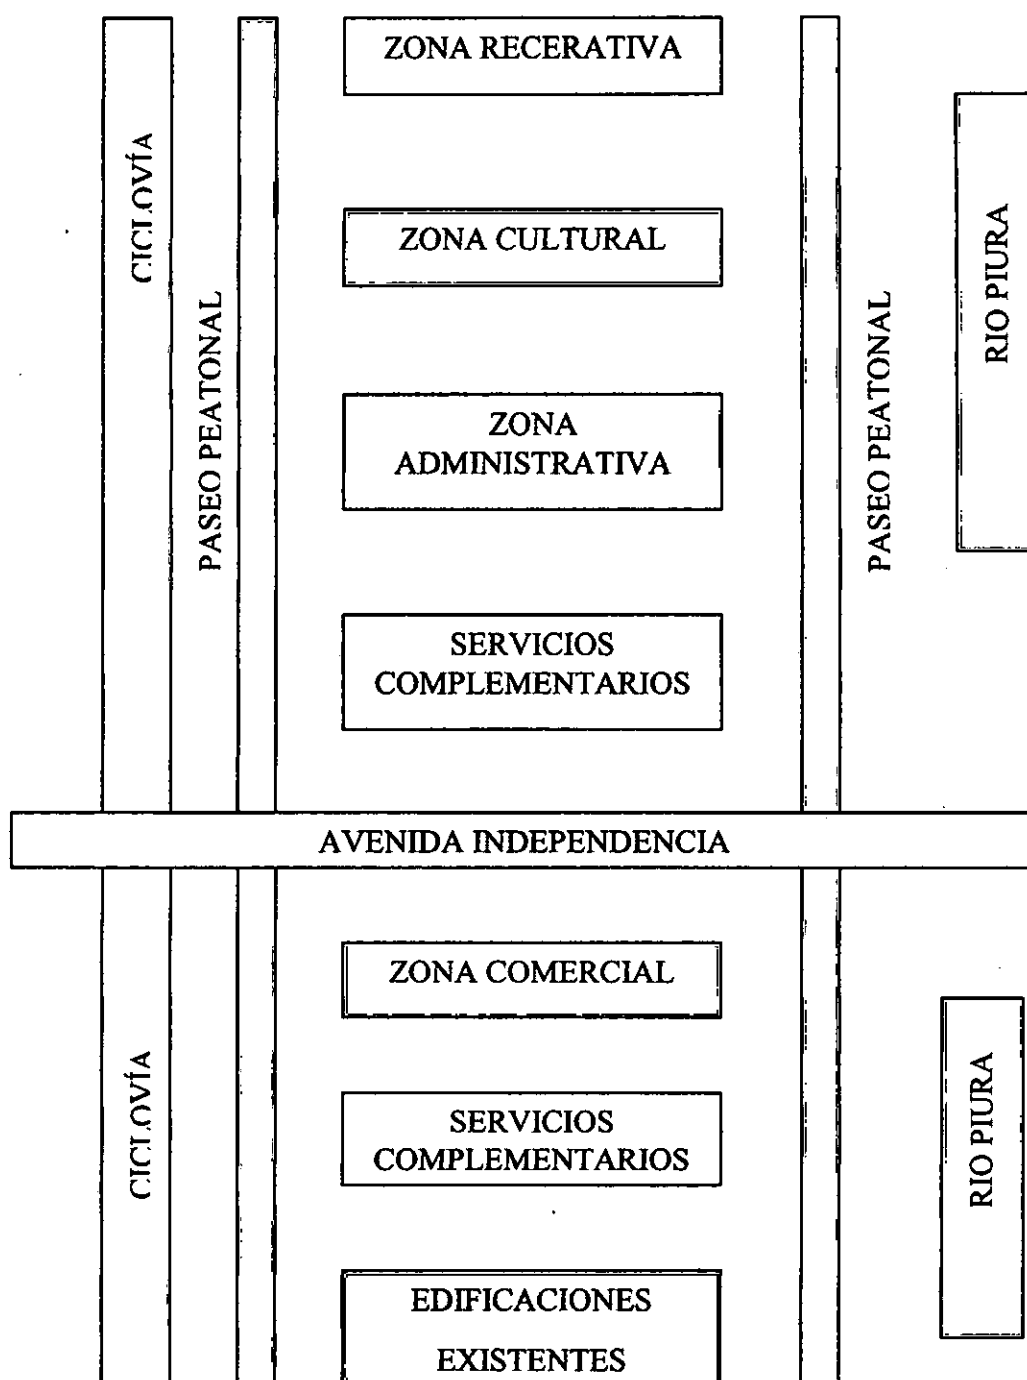 ZONA RECERATIVA
CICLOVÍA
ZONA CULTURAL
RIO PIURA
PASEO PEATONAL
PASEO PEATONAL
ZONA
ADMINISTRATIVA
SERVICIOS
COMPLEMENTARIOS
AVENIDA INDEPENDENCIA
ZONA COMERCIAL
CICLOVÍA
SERVICIOS
COMPLEMENTARIOS
RIO PIURA
EDIFICACIONES
EXISTENTES